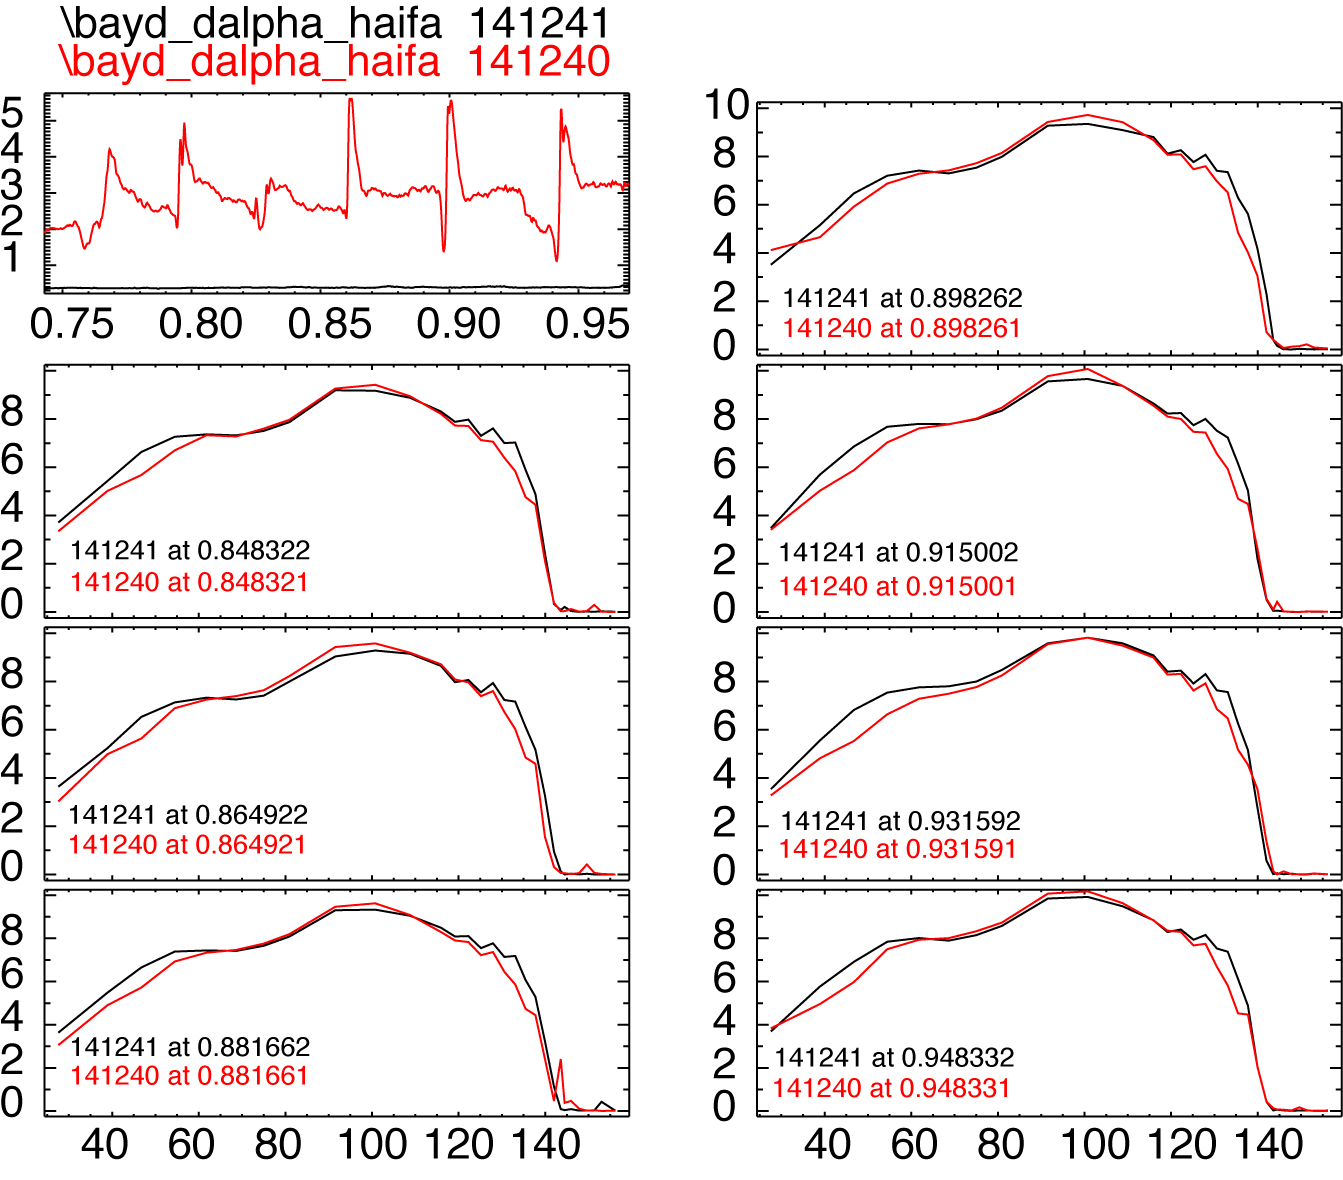 \bayd_dalpha_haifa 141241
\bayd_dalpha_haifa 141240
5
4
3
2
1
0.75 0.80 0.85 0.90 0.95
8
6
4
2
0
141241 at 0.848322
141240 at 0.848321
8
6
4
2
0
141241 at 0.864922
141240 at 0.864921
8
6
4
2
0
141241 at 0.881662
141240 at 0.881661
40 60 80 100 120 140
10
8
6
4
2
0
141241 at 0.898262
141240 at 0.898261
8
6
4
2
0
141241 at 0.915002
141240 at 0.915001
8
6
4
2
0
141241 at 0.931592
141240 at 0.931591
8
6
4
2
0
141241 at 0.948332
141240 at 0.948331
40 60 80 100 120 140